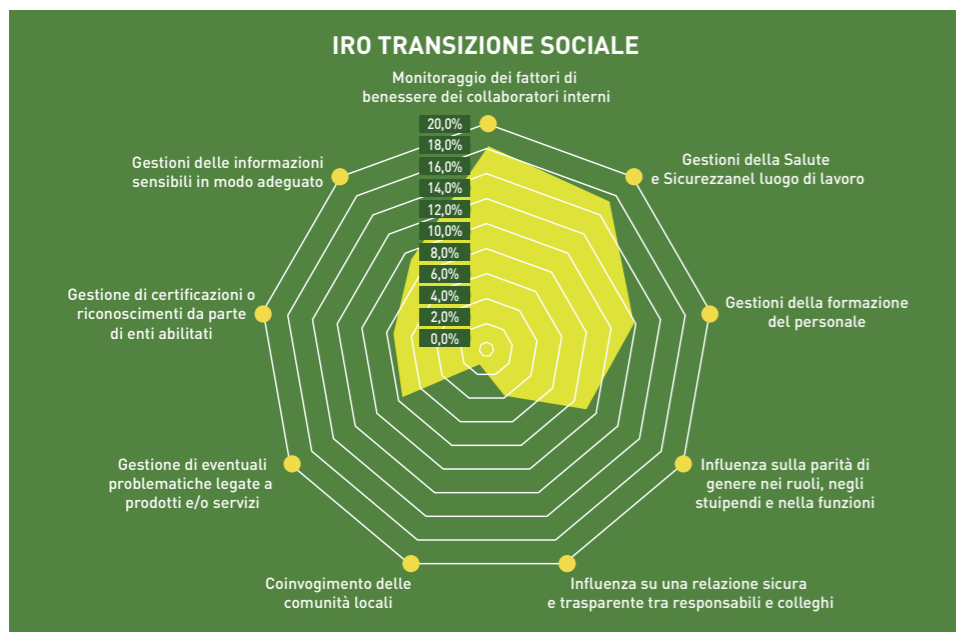 IRO TRANSIZIONE SOCIALE
Monitoraggio dei fattori di
benessere dei collaboratori interni
20,0%
18,0%
16,0%
14,0%
12,0%
10,0%
8,0%
6,0%
4,0%
2,0%
0,0%
Gestioni della Salute
e Sicurezzanel luogo di lavoro
Gestioni della formazione
del personale
Influenza sulla parità di
genere nei ruoli, negli
stuipendi e nella funzioni
Influenza su una relazione sicura
e trasparente tra responsabili e colleghi
Coinvogimento delle
comunità locali
Gestione di eventuali
problematiche legate a
prodotti e/o servizi
Gestione di certificazioni o
riconoscimenti da parte
di enti abilitati
Gestioni delle informazioni
sensibili in modo adeguato